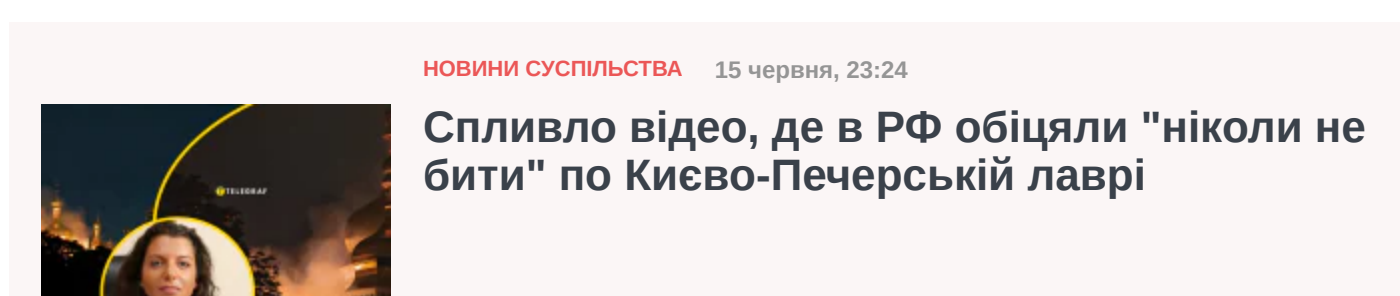 НОВИНИ СУСПІЛЬСТВА 15 червня, 23:24
Спливло відео, де в РФ обіцяли "ніколи не
бити" по Києво-Печерській лаврі
TELEGRAF